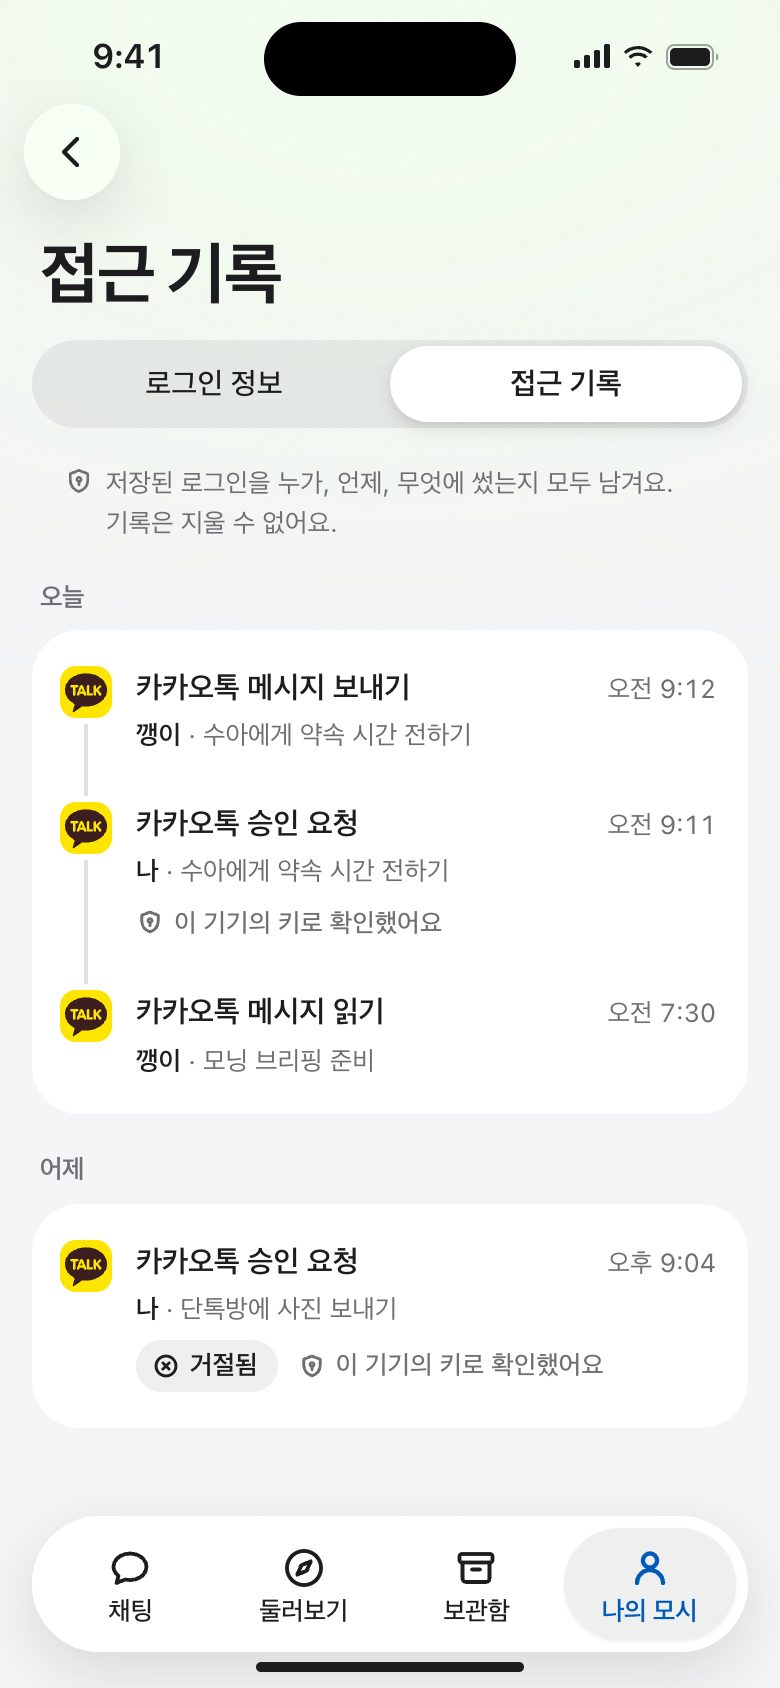 9:41
접근 기록
로그인 정보
접근 기록
저장된 로그인을 누가, 언제, 무엇에 썼는지 모두 남겨요.
기록은 지울 수 없어요.
오늘
TALK
카카오톡 메시지 보내기
오전 9:12
깽이 · 수아에게 약속 시간 전하기
TALK
카카오톡 승인 요청
오전 9:11
나 · 수아에게 약속 시간 전하기
이 기기의 키로 확인했어요
TALK
카카오톡 메시지 읽기
오전 7:30
깽이 · 모닝 브리핑 준비
어제
TALK
카카오톡 승인 요청
오후 9:04
나 · 단톡방에 사진 보내기
거절됨
이 기기의 키로 확인했어요
채팅
둘러보기
보관함
나의 모시